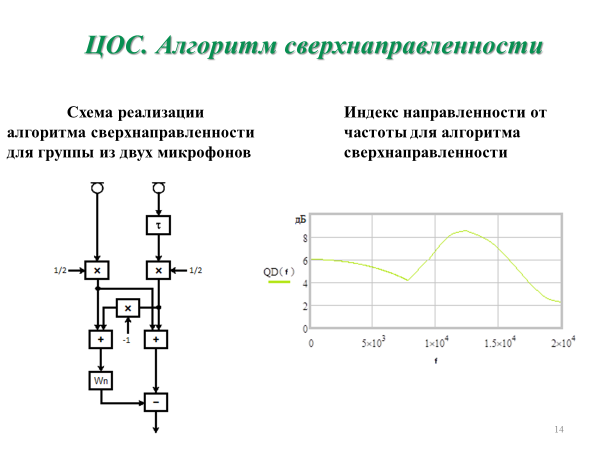 ЦОС. Алгоритм сверхнаправленности
Схема реализации
алгоритма сверхнаправленности
для группы из двух микрофонов
Индекс направленности от
частоты для алгоритма
сверхнаправленности
τ
1/2
×
×
1/2
×
-1
+
+
Wn
−
дБ
8
6
QD(f)
4
2
0
0
5×10³
1×10⁴
1.5×10⁴
2×10⁴
f
14